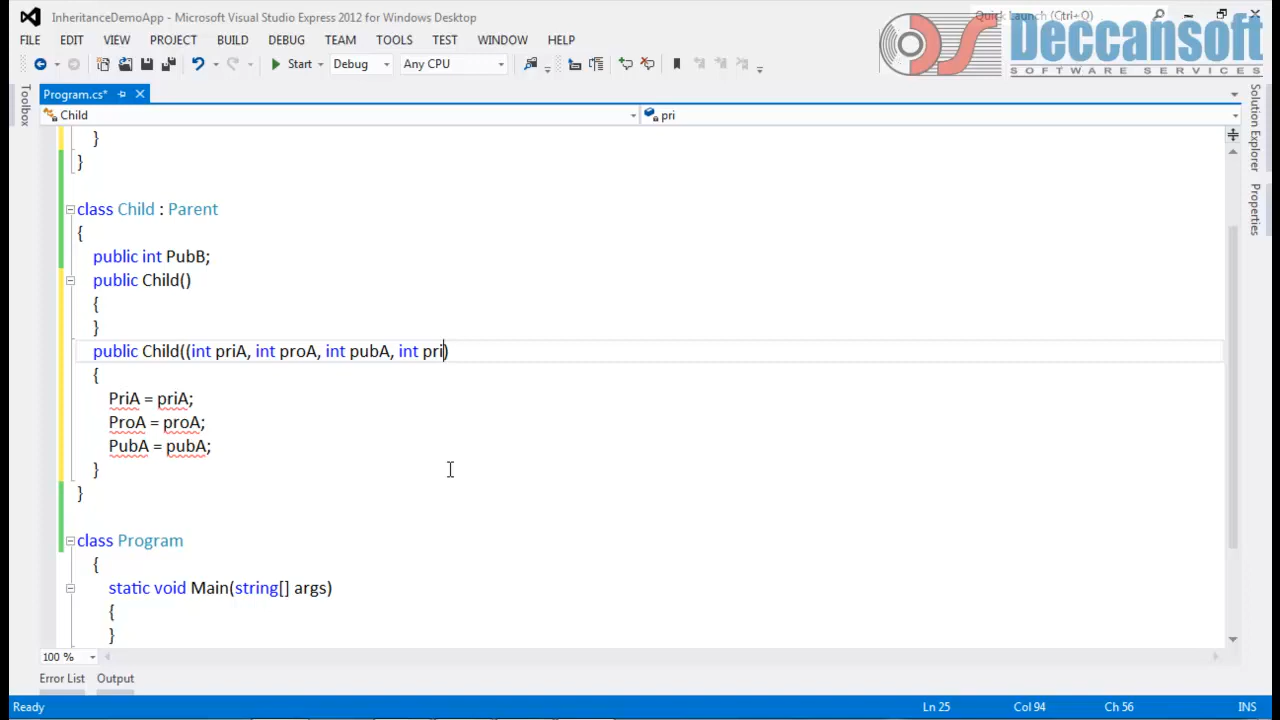 InheritanceDemoApp - Microsoft Visual Studio Express 2012 for Windows Desktop
Quick Launch (Ctrl+Q)
FILE EDIT VIEW PROJECT BUILD DEBUG TEAM TOOLS TEST WINDOW HELP
Deccansoft
SOFTWARE SERVICES
Start Debug Any CPU
Program.cs*
Toolbox
Solution Explorer
Properties
Child pri
}
}
class Child : Parent
{
public int PubB;
public Child()
{
}
public Child((int priA, int proA, int pubA, int pri)
{
PriA = priA;
ProA = proA;
PubA = pubA;
}
}
class Program
{
static void Main(string[] args)
{
}
100 %
Error List Output
Ready Ln 25 Col 94 Ch 56 INS